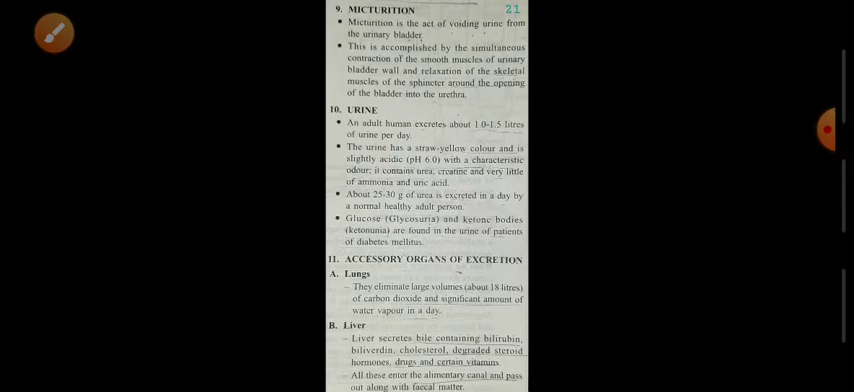 9. MICTURITION 21
• Micturition is the act of voiding urine from
the urinary bladder.
• This is accomplished by the simultaneous
contraction of the smooth muscles of urinary
bladder wall and relaxation of the skeletal
muscles of the sphincter around the opening
of the bladder into the urethra.
10. URINE
• An adult human excretes about 1.0-1.5 litres
of urine per day.
• The urine has a straw-yellow colour and is
slightly acidic (pH 6.0) with a characteristic
odour; it contains urea, creatine and very little
of ammonia and uric acid.
• About 25-30 g of urea is excreted in a day by
a normal healthy adult person.
• Glucose (Glycosuria) and ketone bodies
(ketonunia) are found in the urine of patients
of diabetes mellitus.
11. ACCESSORY ORGANS OF EXCRETION
A. Lungs
– They eliminate large volumes (about 18 litres)
of carbon dioxide and significant amount of
water vapour in a day.
B. Liver
– Liver secretes bile containing bilirubin,
biliverdin, cholesterol, degraded steroid
hormones, drugs and certain vitamins.
– All these enter the alimentary canal and pass
out along with faecal matter.